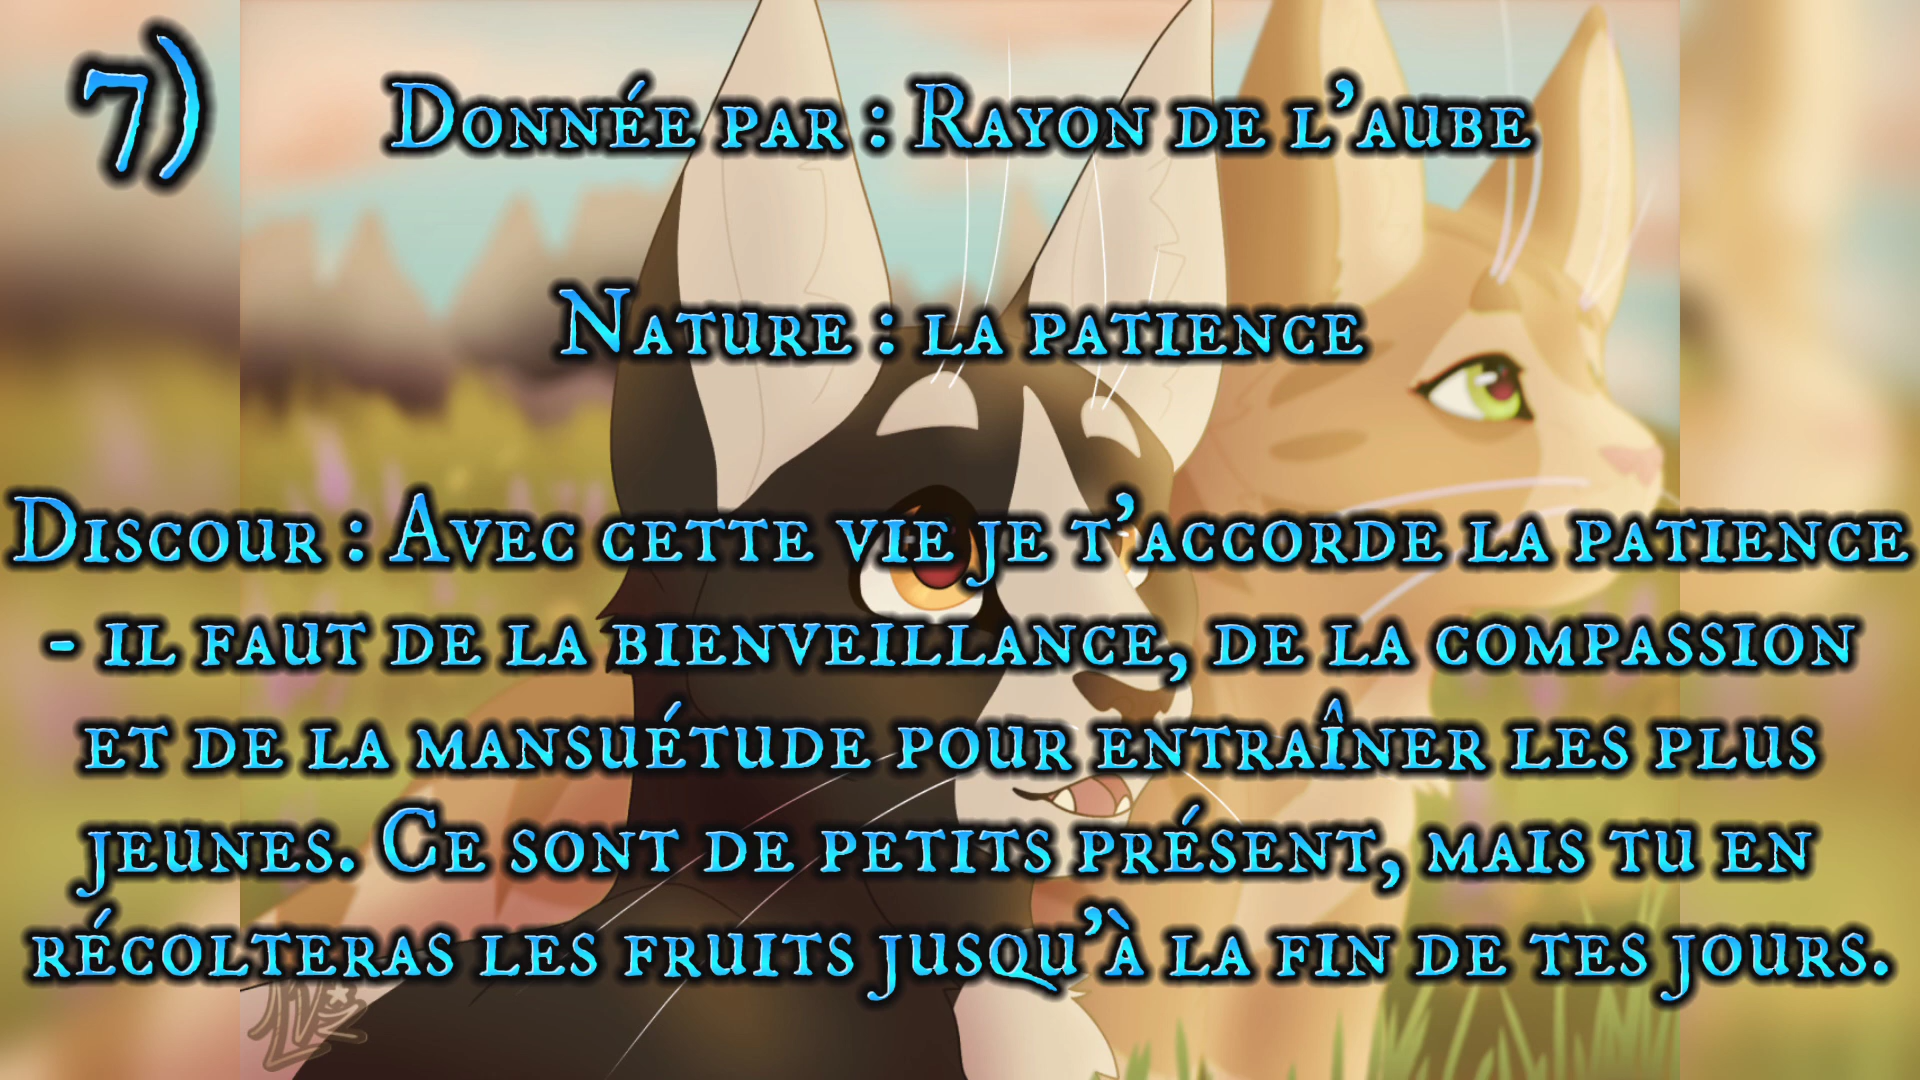 7)
Donnée par : Rayon de l'aube
Nature : la patience
Discour : Avec cette vie je t'accorde la patience
- il faut de la bienveillance, de la compassion
et de la mansuétude pour entraîner les plus
jeunes. Ce sont de petits présent, mais tu en
récolteras les fruits jusqu'à la fin de tes jours.